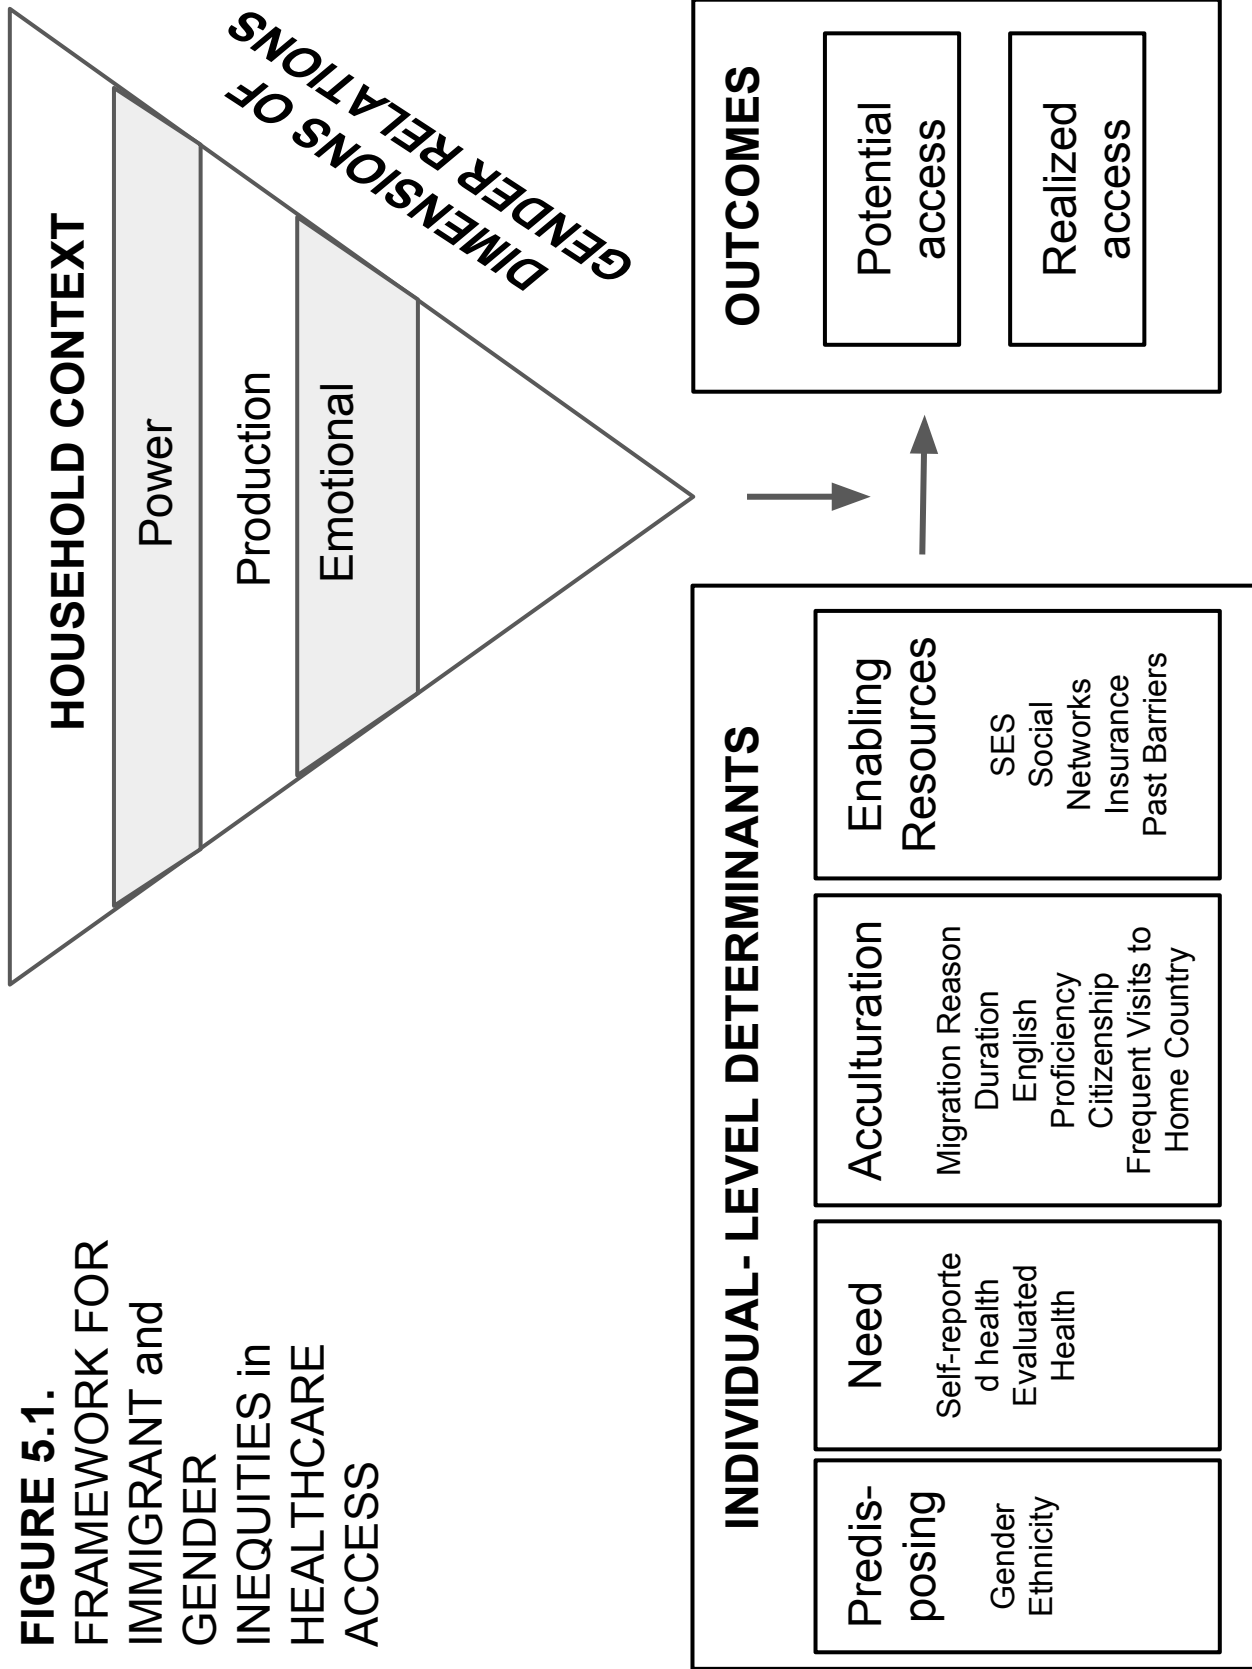 FIGURE 5.1.
FRAMEWORK FOR
IMMIGRANT and
GENDER
INEQUITIES in
HEALTHCARE
ACCESS
HOUSEHOLD CONTEXT
Power
Production
Emotional
DIMENSIONS OF
GENDER RELATIONS
INDIVIDUAL- LEVEL DETERMINANTS
Predis-
posing
Gender
Ethnicity
Need
Self-reporte
d health
Evaluated
Health
Acculturation
Migration Reason
Duration
English
Proficiency
Citizenship
Frequent Visits to
Home Country
Enabling
Resources
SES
Social
Networks
Insurance
Past Barriers
OUTCOMES
Potential
access
Realized
access